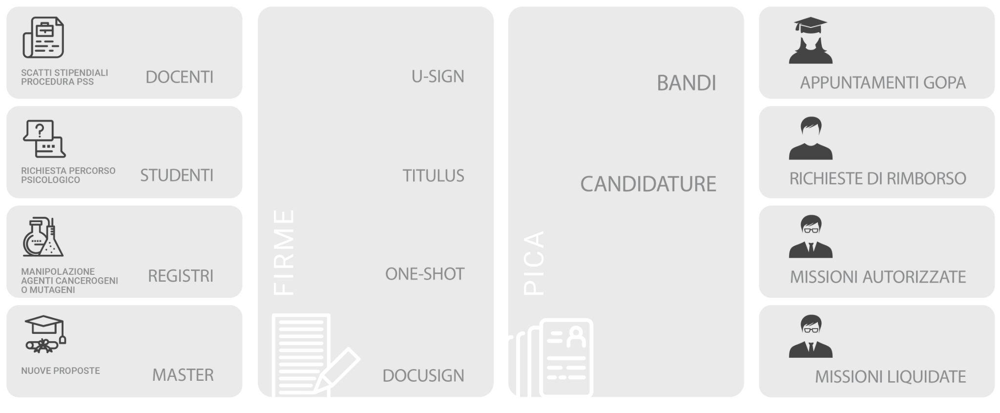 SCATTI STIPENDIALI
PROCEDURA PSS
DOCENTI
RICHIESTA PERCORSO
PSICOLOGICO
STUDENTI
MANIPOLAZIONE
AGENTI CANCEROGENI
O MUTAGENI
REGISTRI
NUOVE PROPOSTE
MASTER
FIRME
U-SIGN
TITULUS
ONE-SHOT
DOCUSIGN
PICA
BANDI
CANDIDATURE
APPUNTAMENTI GOPA
RICHIESTE DI RIMBORSO
MISSIONI AUTORIZZATE
MISSIONI LIQUIDATE